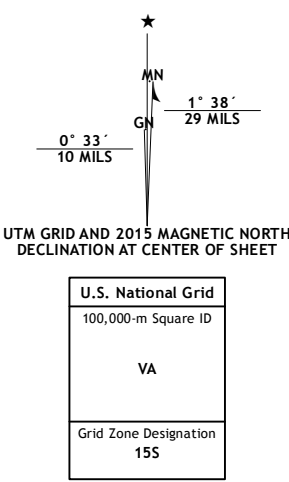 ★
MN
1° 38´
29 MILS
GN
0° 33´
10 MILS
UTM GRID AND 2015 MAGNETIC NORTH
DECLINATION AT CENTER OF SHEET
U.S. National Grid
100,000-m Square ID
VA
Grid Zone Designation
15S